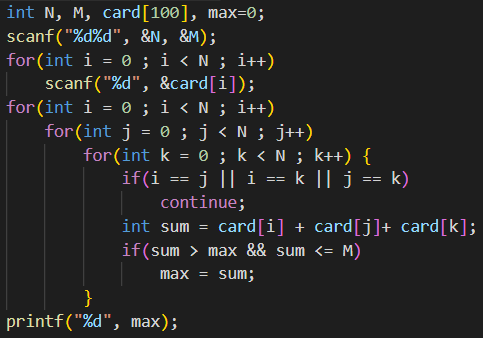 int N, M, card[100], max=0;
scanf("%d%d", &N, &M);
for(int i = 0 ; i < N ; i++)
    scanf("%d", &card[i]);
for(int i = 0 ; i < N ; i++)
    for(int j = 0 ; j < N ; j++)
        for(int k = 0 ; k < N ; k++) {
            if(i == j || i == k || j == k)
                continue;
            int sum = card[i] + card[j]+ card[k];
            if(sum > max && sum <= M)
                max = sum;
        }
printf("%d", max);